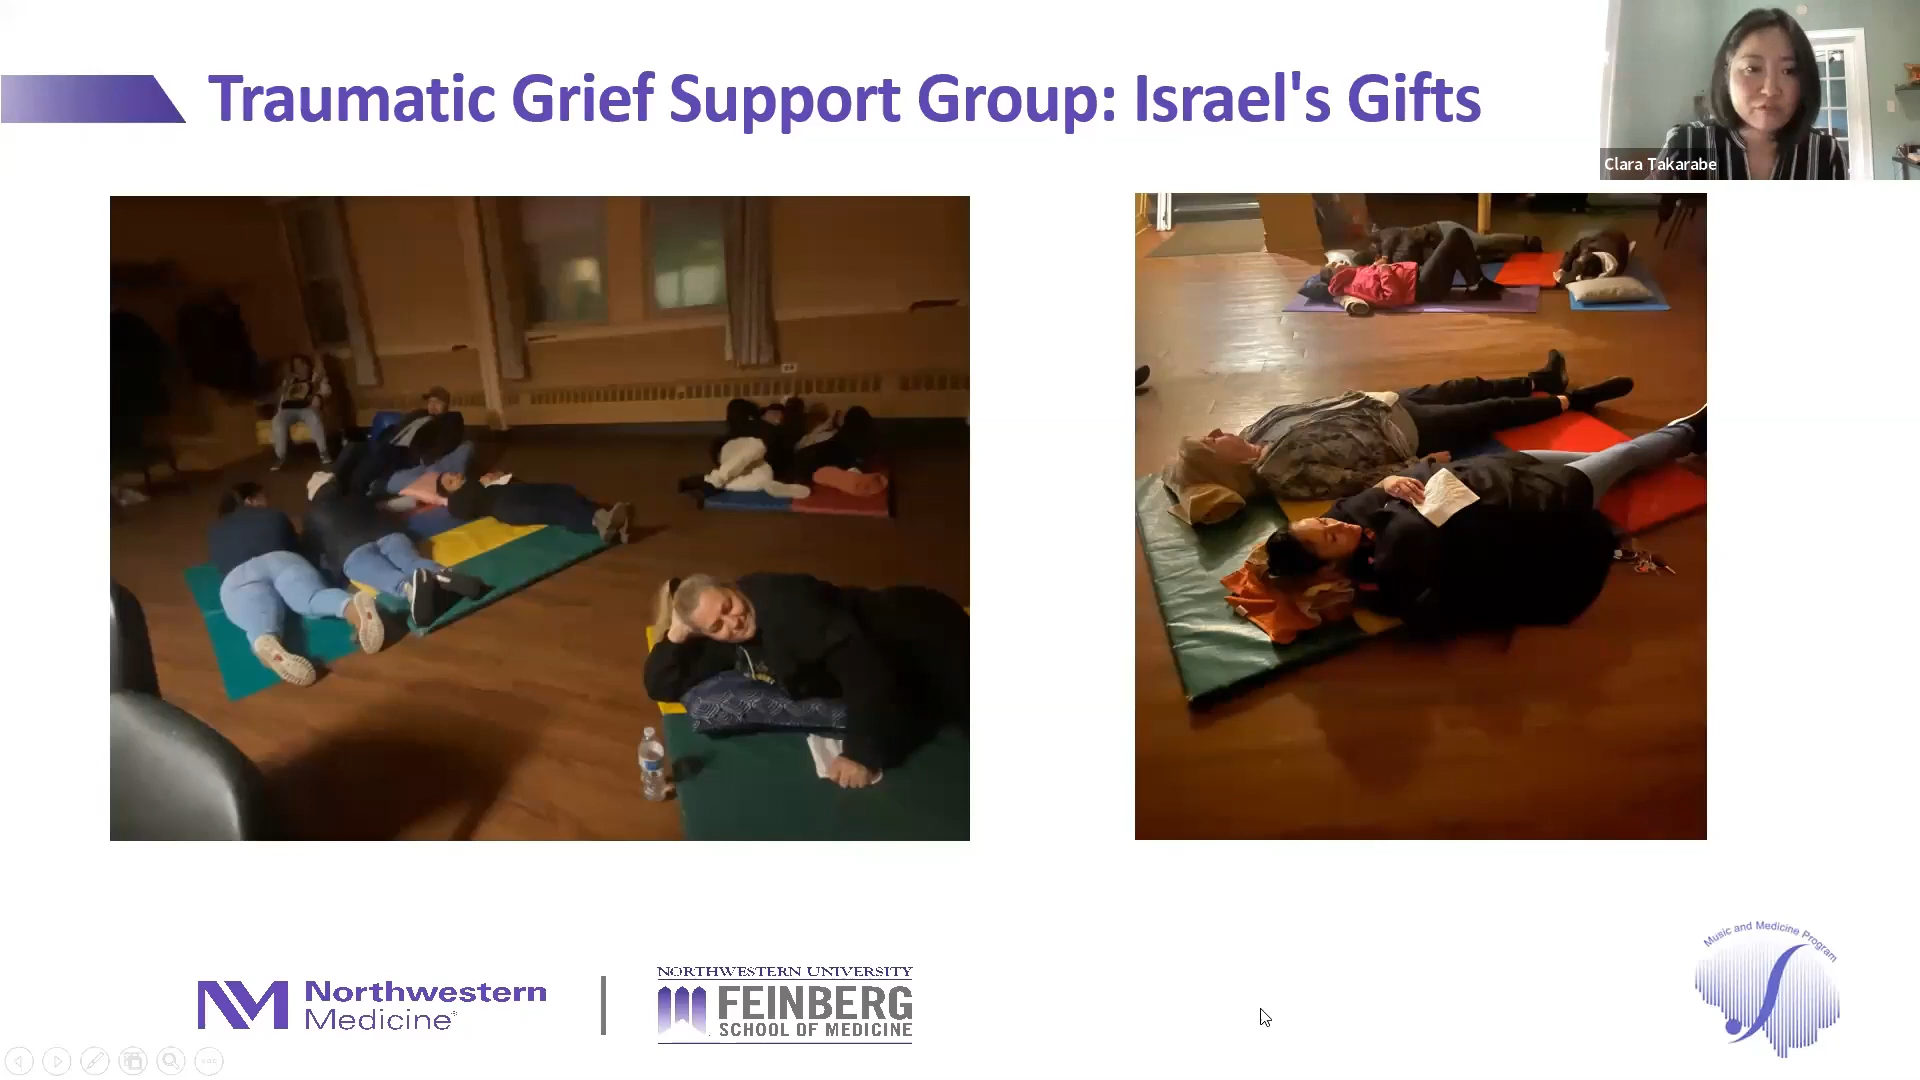 Traumatic Grief Support Group: Israel's Gifts
Clara Takarabe
Music and Medicine Program
Northwestern
Medicine®
NORTHWESTERN UNIVERSITY
FEINBERG
SCHOOL OF MEDICINE